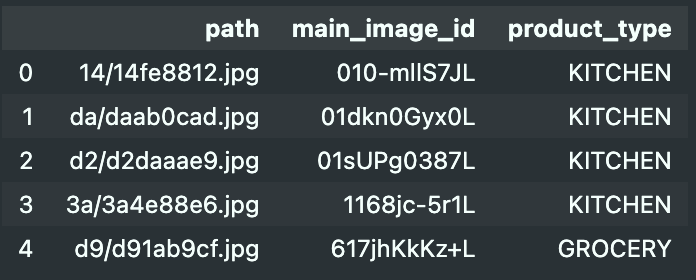 path main_image_id product_type
0 14/14fe8812.jpg 010-mllS7JL KITCHEN
1 da/daab0cad.jpg 01dkn0Gyx0L KITCHEN
2 d2/d2daaae9.jpg 01sUPg0387L KITCHEN
3 3a/3a4e88e6.jpg 1168jc-5r1L KITCHEN
4 d9/d91ab9cf.jpg 617jhKkKz+L GROCERY